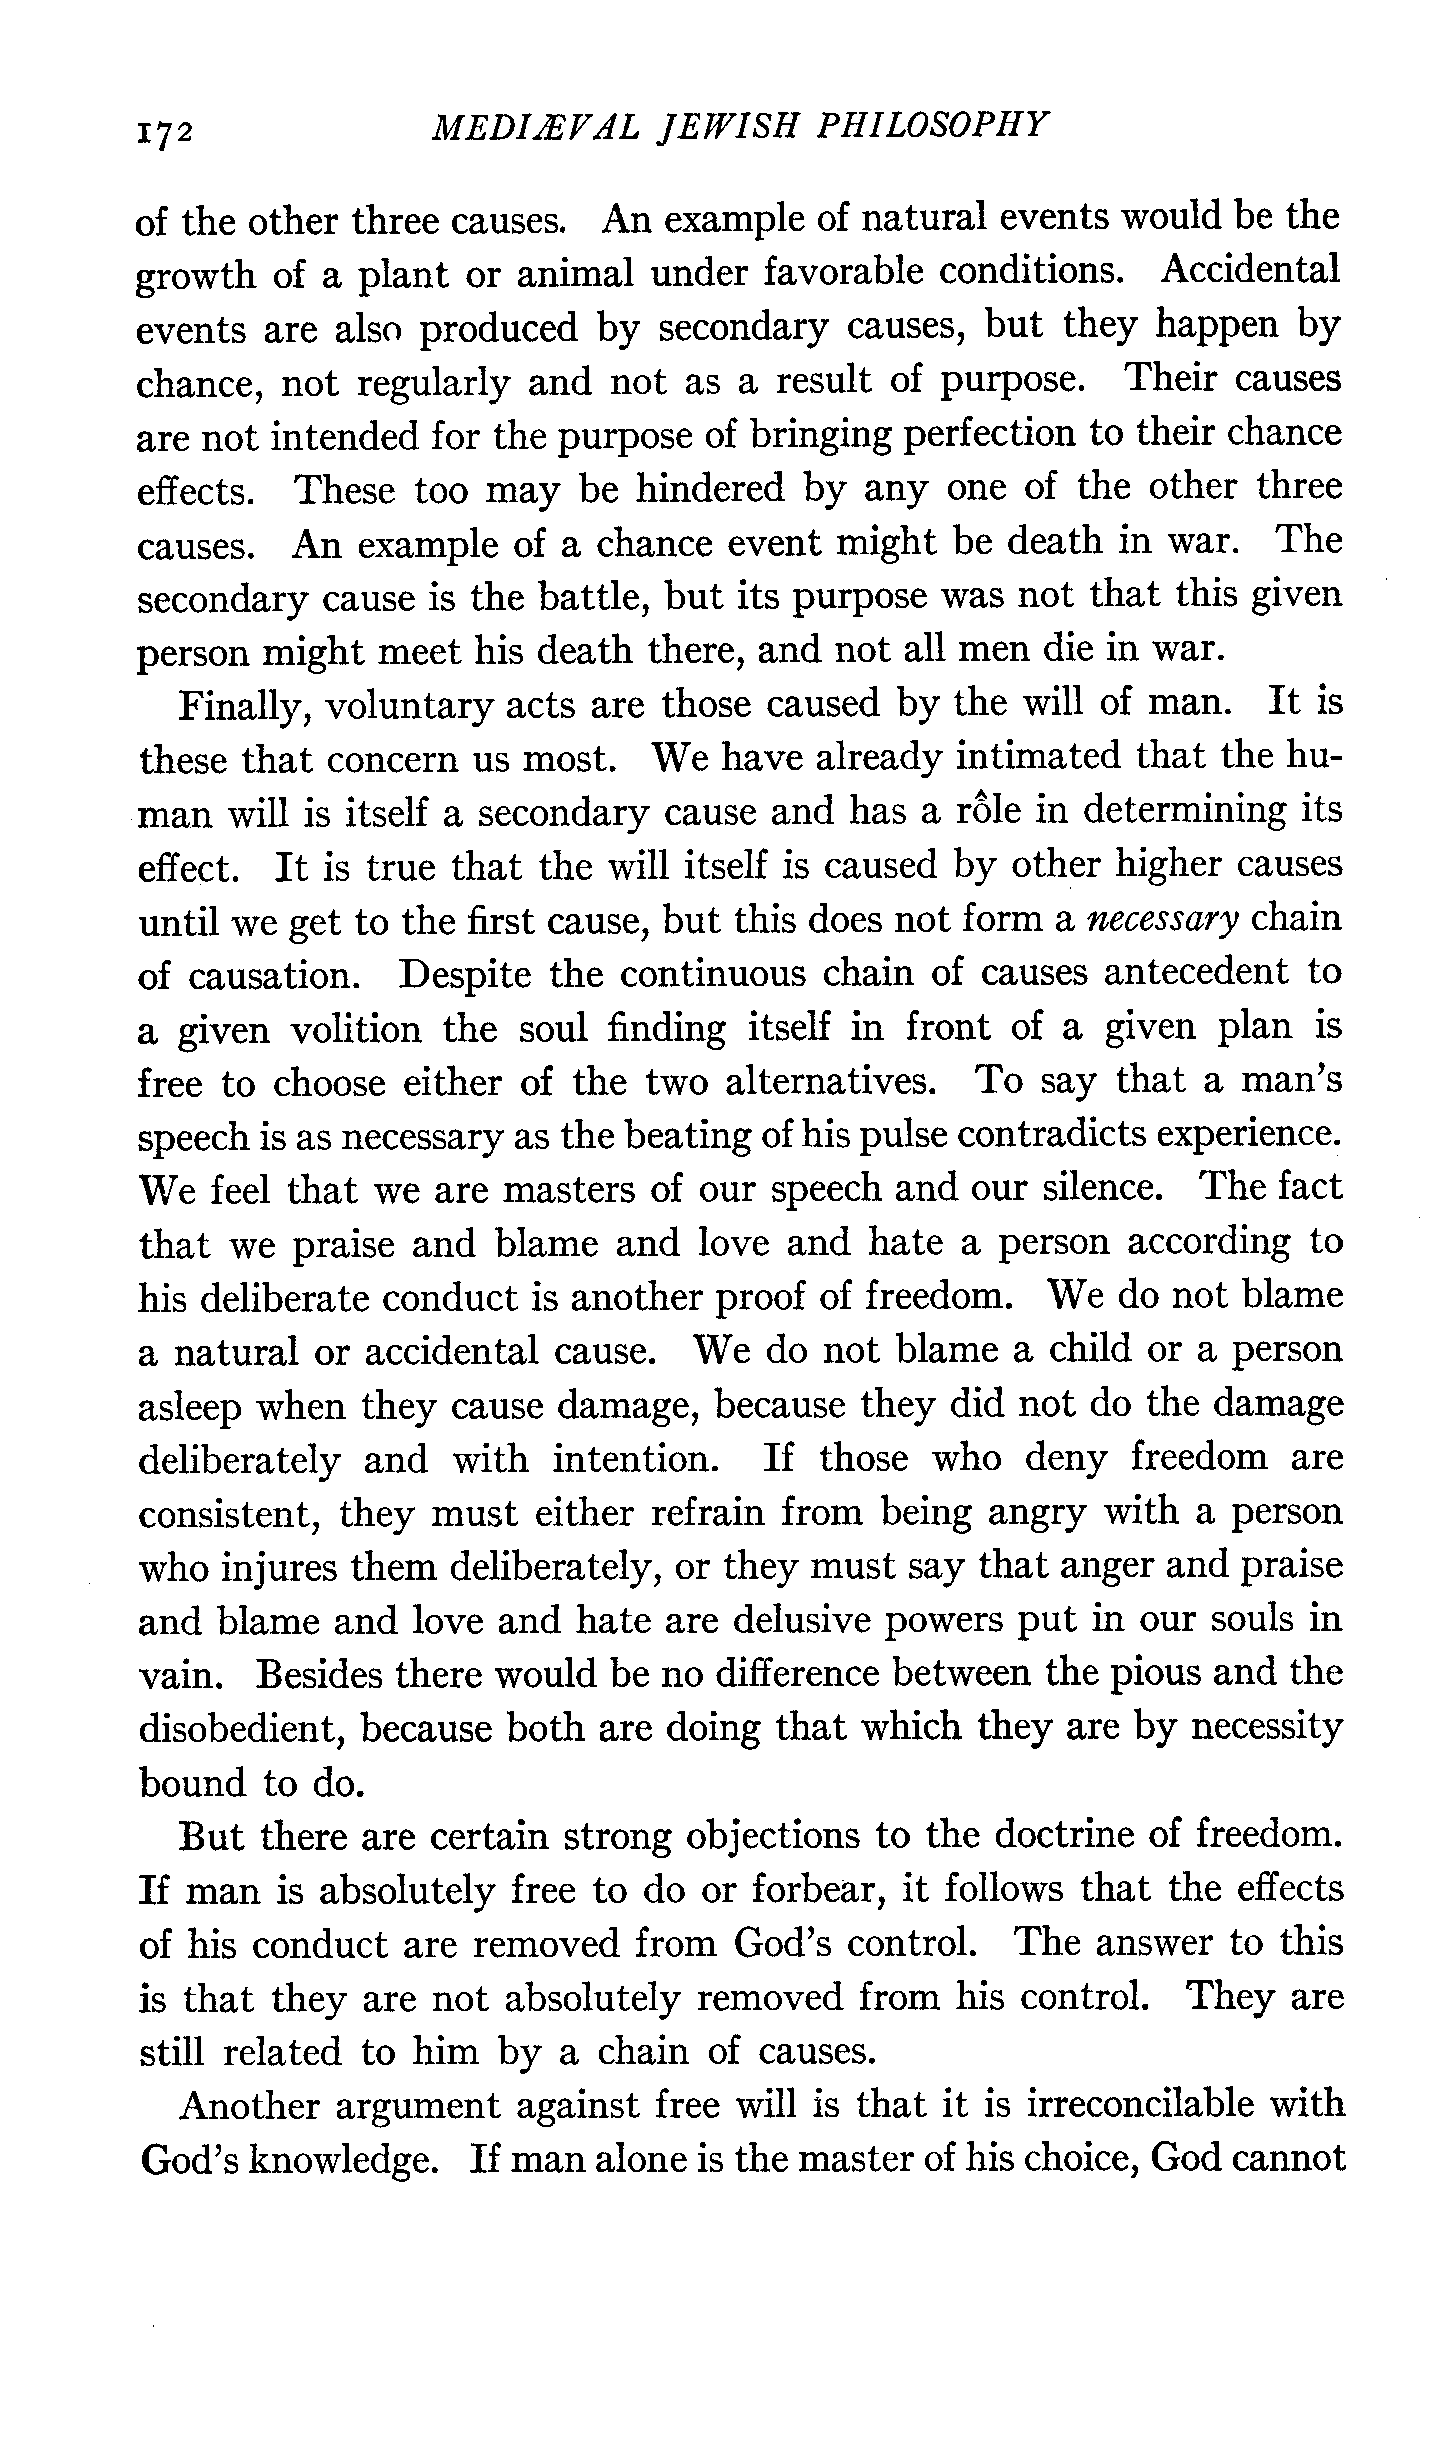 172 MEDIÆVAL JEWISH PHILOSOPHY
of the other three causes. An example of natural events would be the
growth of a plant or animal under favorable conditions. Accidental
events are also produced by secondary causes, but they happen by
chance, not regularly and not as a result of purpose. Their causes
are not intended for the purpose of bringing perfection to their chance
effects. These too may be hindered by any one of the other three
causes. An example of a chance event might be death in war. The
secondary cause is the battle, but its purpose was not that this given
person might meet his death there, and not all men die in war.
Finally, voluntary acts are those caused by the will of man. It is
these that concern us most. We have already intimated that the hu-
man will is itself a secondary cause and has a rôle in determining its
effect. It is true that the will itself is caused by other higher causes
until we get to the first cause, but this does not form a necessary chain
of causation. Despite the continuous chain of causes antecedent to
a given volition the soul finding itself in front of a given plan is
free to choose either of the two alternatives. To say that a man's
speech is as necessary as the beating of his pulse contradicts experience.
We feel that we are masters of our speech and our silence. The fact
that we praise and blame and love and hate a person according to
his deliberate conduct is another proof of freedom. We do not blame
a natural or accidental cause. We do not blame a child or a person
asleep when they cause damage, because they did not do the damage
deliberately and with intention. If those who deny freedom are
consistent, they must either refrain from being angry with a person
who injures them deliberately, or they must say that anger and praise
and blame and love and hate are delusive powers put in our souls in
vain. Besides there would be no difference between the pious and the
disobedient, because both are doing that which they are by necessity
bound to do.
But there are certain strong objections to the doctrine of freedom.
If man is absolutely free to do or forbear, it follows that the effects
of his conduct are removed from God's control. The answer to this
is that they are not absolutely removed from his control. They are
still related to him by a chain of causes.
Another argument against free will is that it is irreconcilable with
God's knowledge. If man alone is the master of his choice, God cannot